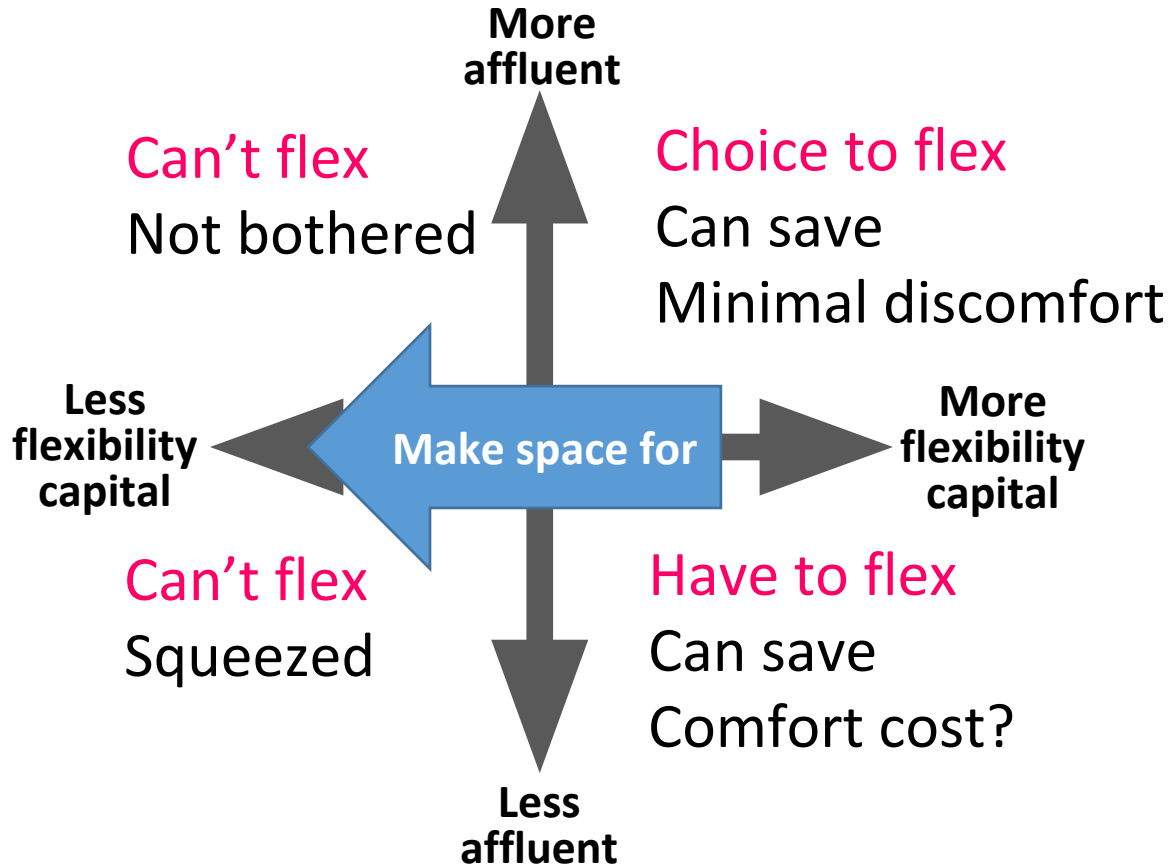 More
affluent
Can’t flex
Not bothered
Choice to flex
Can save
Minimal discomfort
Less
flexibility
capital
Make space for
More
flexibility
capital
Can’t flex
Squeezed
Have to flex
Can save
Comfort cost?
Less
affluent